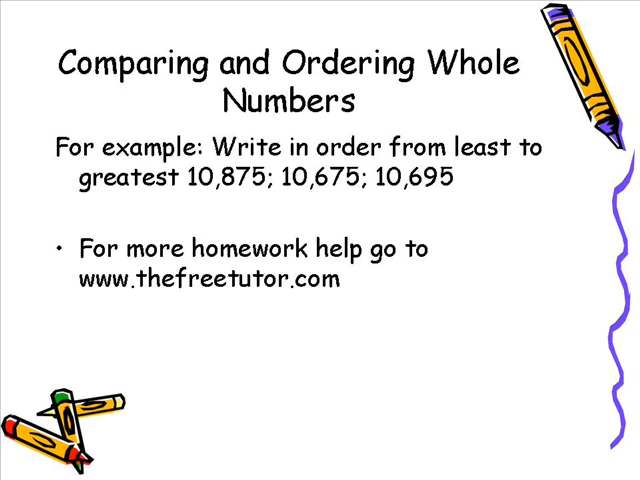 Comparing and Ordering Whole
Numbers
For example: Write in order from least to
greatest 10,875; 10,675; 10,695
• For more homework help go to
www.thefreetutor.com